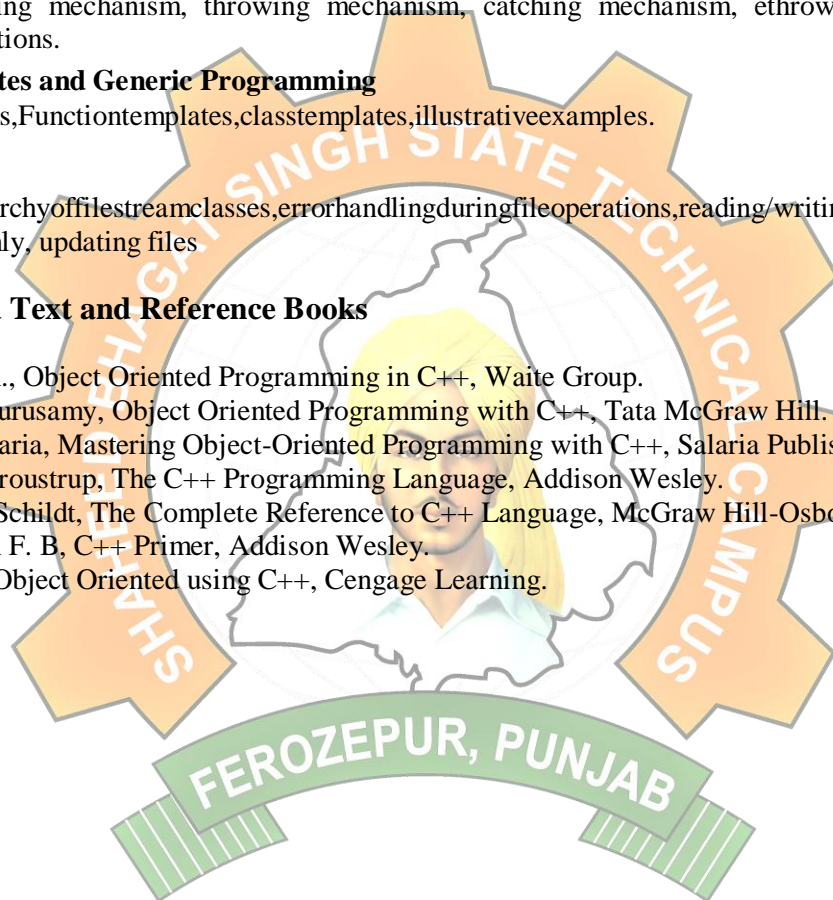 ing mechanism, throwing mechanism, catching mechanism, ethrow
tions.
tes and Generic Programming
s,Functiontemplates,classtemplates,illustrativeexamples.
rchyoffilestreamclasses,errorhandlingduringfileoperations,reading/writin
ly, updating files
Text and Reference Books
., Object Oriented Programming in C++, Waite Group.
urusamy, Object Oriented Programming with C++, Tata McGraw Hill.
aria, Mastering Object-Oriented Programming with C++, Salaria Publis
roustrup, The C++ Programming Language, Addison Wesley.
Schildt, The Complete Reference to C++ Language, McGraw Hill-Osbo
F. B, C++ Primer, Addison Wesley.
Object Oriented using C++, Cengage Learning.
SHAHEED BHAGAT SINGH STATE TECHNICAL CAMPUS
FEROZEPUR, PUNJAB